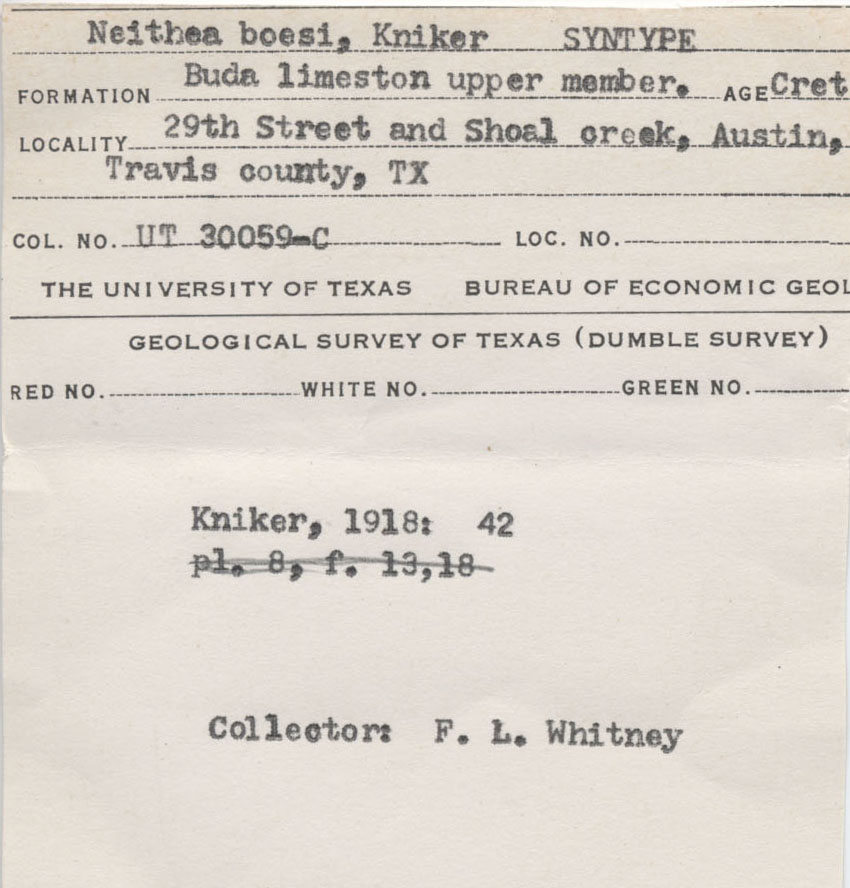 Neithea boesi, Kniker SYNTYPE
FORMATION Buda limeston upper member. AGE Cret
LOCALITY 29th Street and Shoal creek, Austin,
Travis county, TX
COL. NO. UT 30059-C LOC. NO.
THE UNIVERSITY OF TEXAS BUREAU OF ECONOMIC GEOL
GEOLOGICAL SURVEY OF TEXAS (DUMBLE SURVEY)
RED NO. WHITE NO. GREEN NO.
Kniker, 1918: 42
pl. 8, f. 13,18
Collector: F. L. Whitney